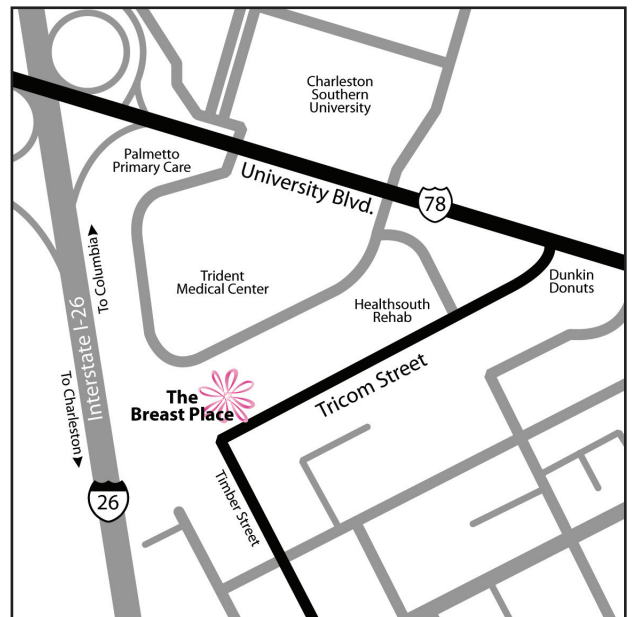 Charleston
Southern
University
Palmetto
Primary Care
University Blvd.
78
To Columbia
Trident
Medical Center
Dunkin
Donuts
Healthsouth
Rehab
Interstate I-26
To Charleston
Tricom Street
The
Breast Place
Timber Street
26